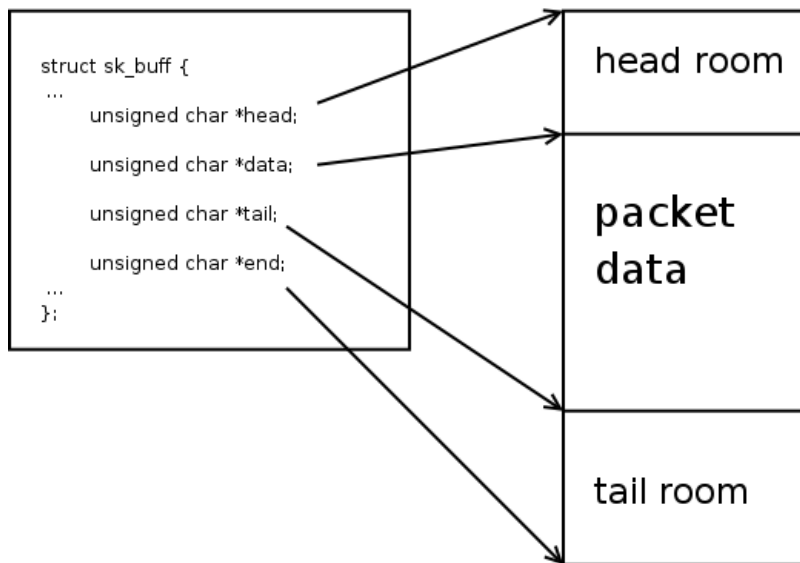 struct sk_buff {
...
unsigned char *head;
unsigned char *data;
unsigned char *tail;
unsigned char *end;
...
};
head room
packet
data
tail room